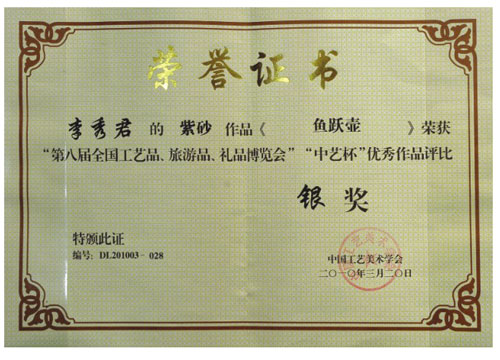 荣誉证书
李秀君 的 紫砂 作品《 鱼跃壶 》荣获
“第八届全国工艺品、旅游品、礼品博览会”“中艺杯”优秀作品评比
银 奖
特颁此证
编号：DL201003-028
中国工艺美术学会
二〇一〇年三月二〇日